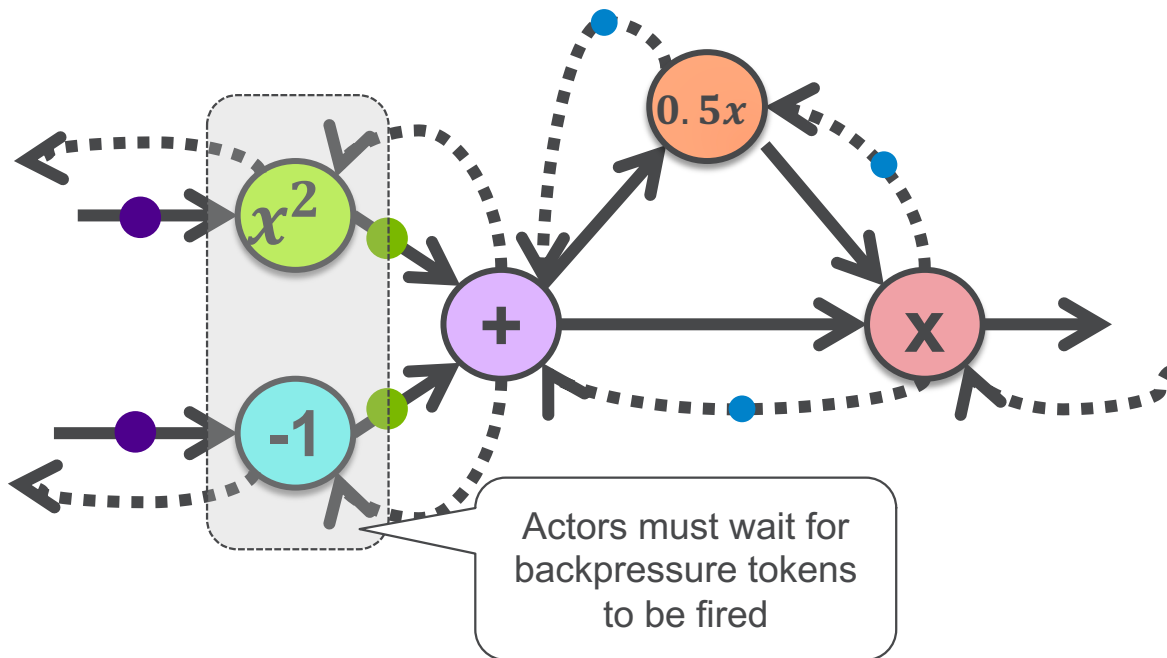 0.5x
x²
+
x
-1
Actors must wait for
backpressure tokens
to be fired